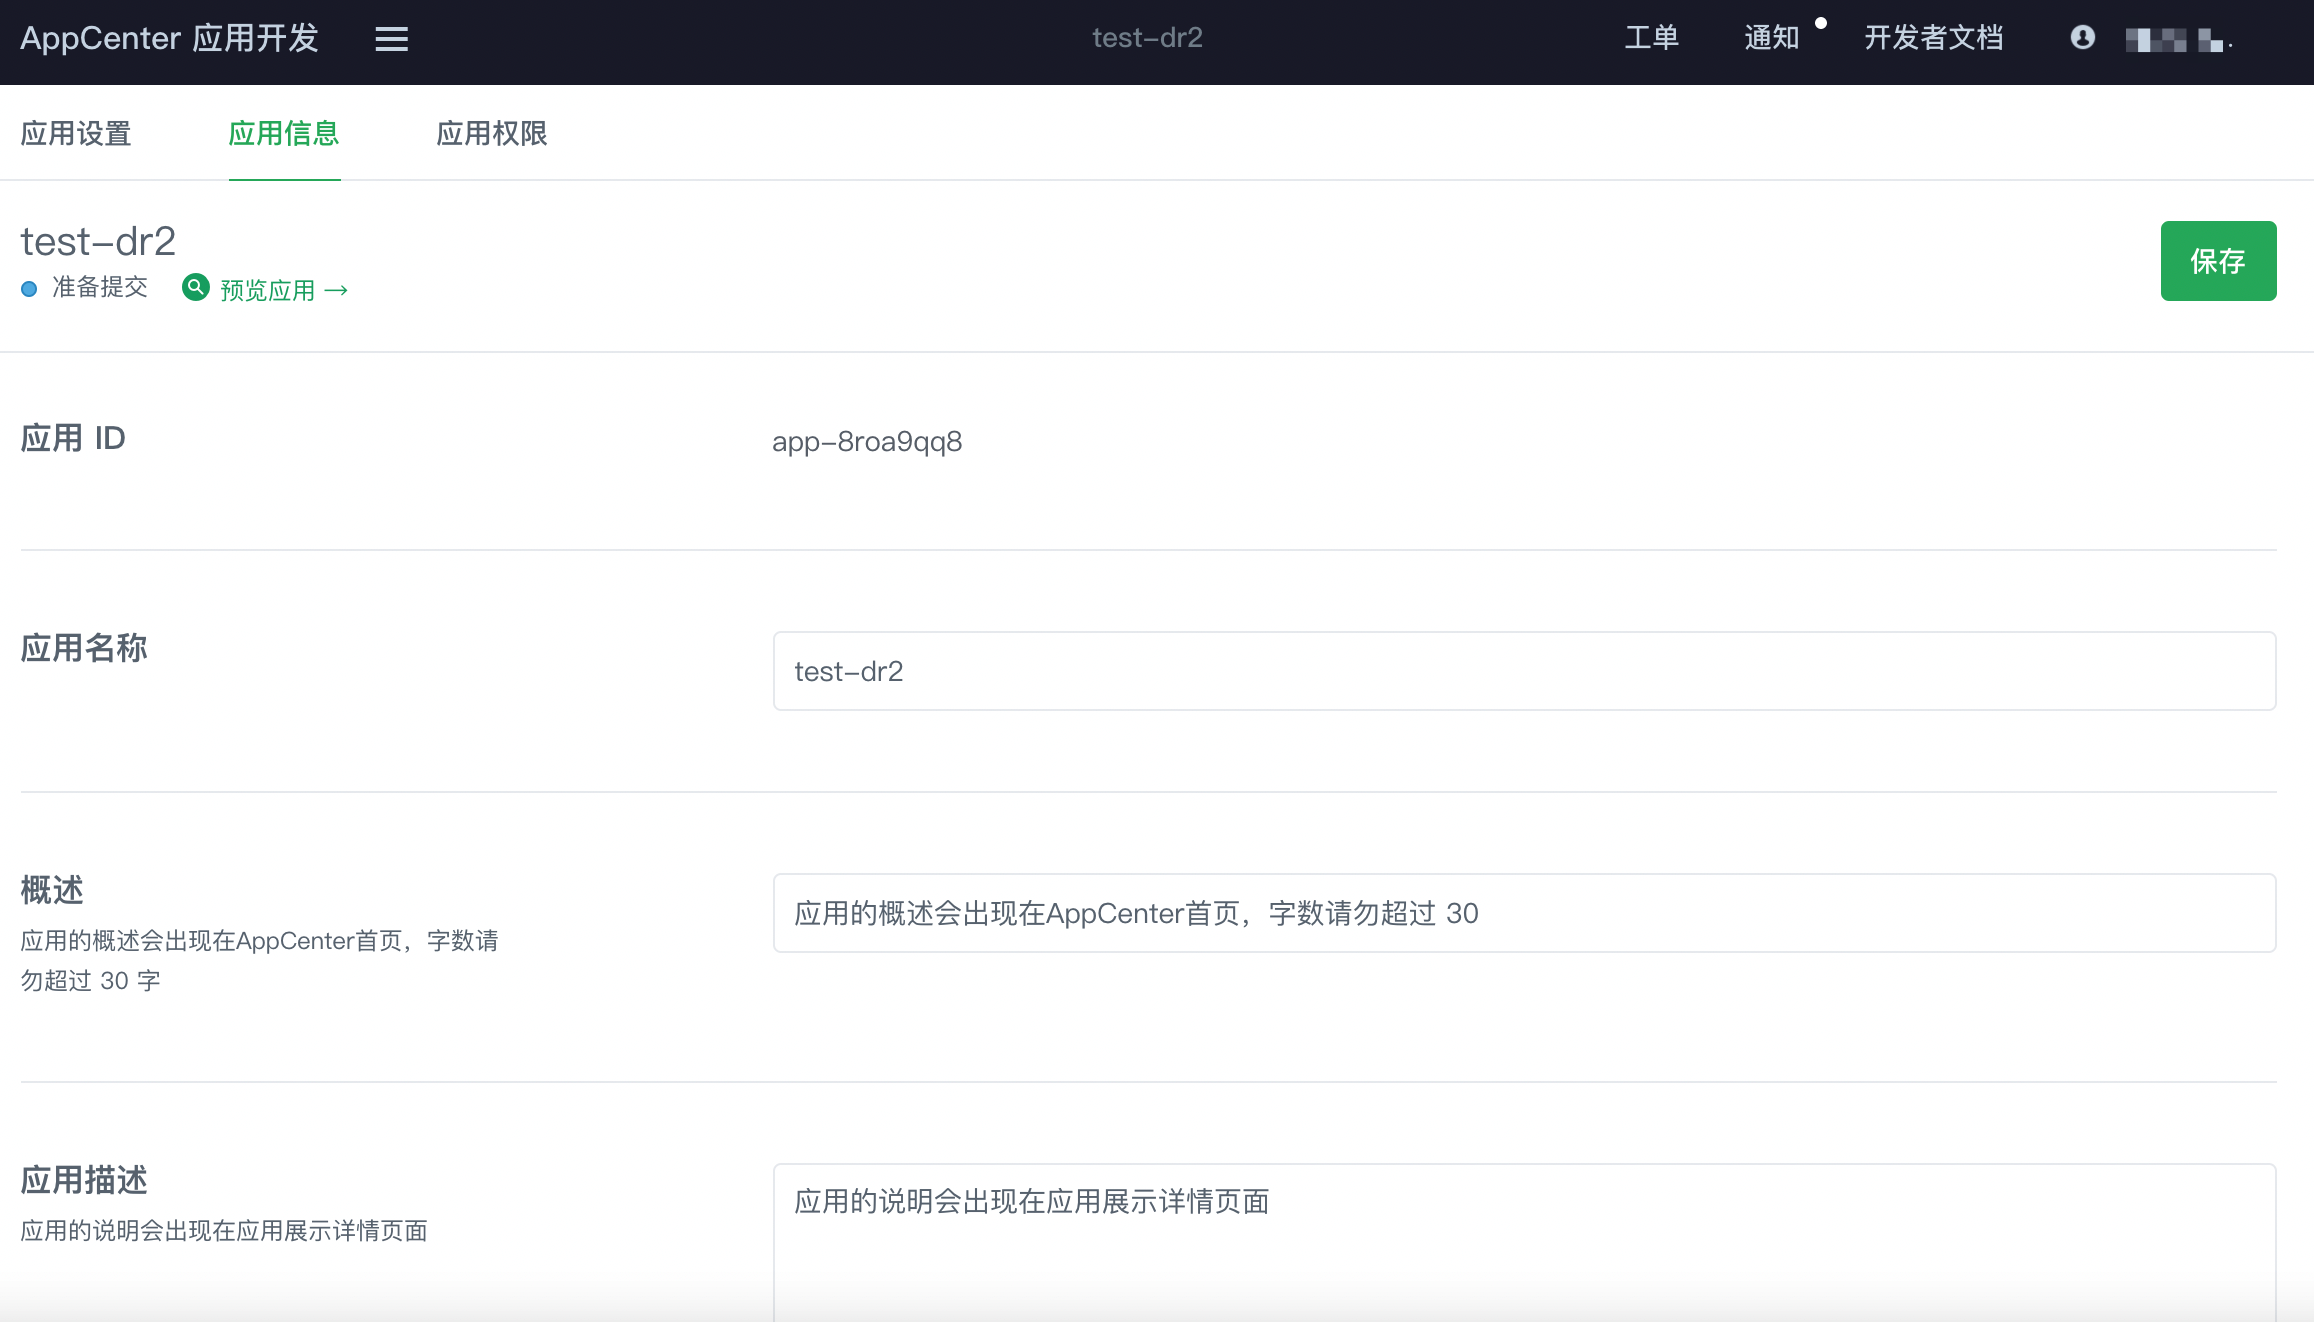 AppCenter 应用开发
test-dr2
工单
通知
开发者文档
应用设置
应用信息
应用权限
test-dr2
保存
准备提交
预览应用 →
应用 ID
app-8roa9qq8
应用名称
test-dr2
概述
应用的概述会出现在AppCenter首页，字数请勿超过 30
应用的概述会出现在AppCenter首页，字数请
勿超过 30 字
应用描述
应用的说明会出现在应用展示详情页面
应用的说明会出现在应用展示详情页面